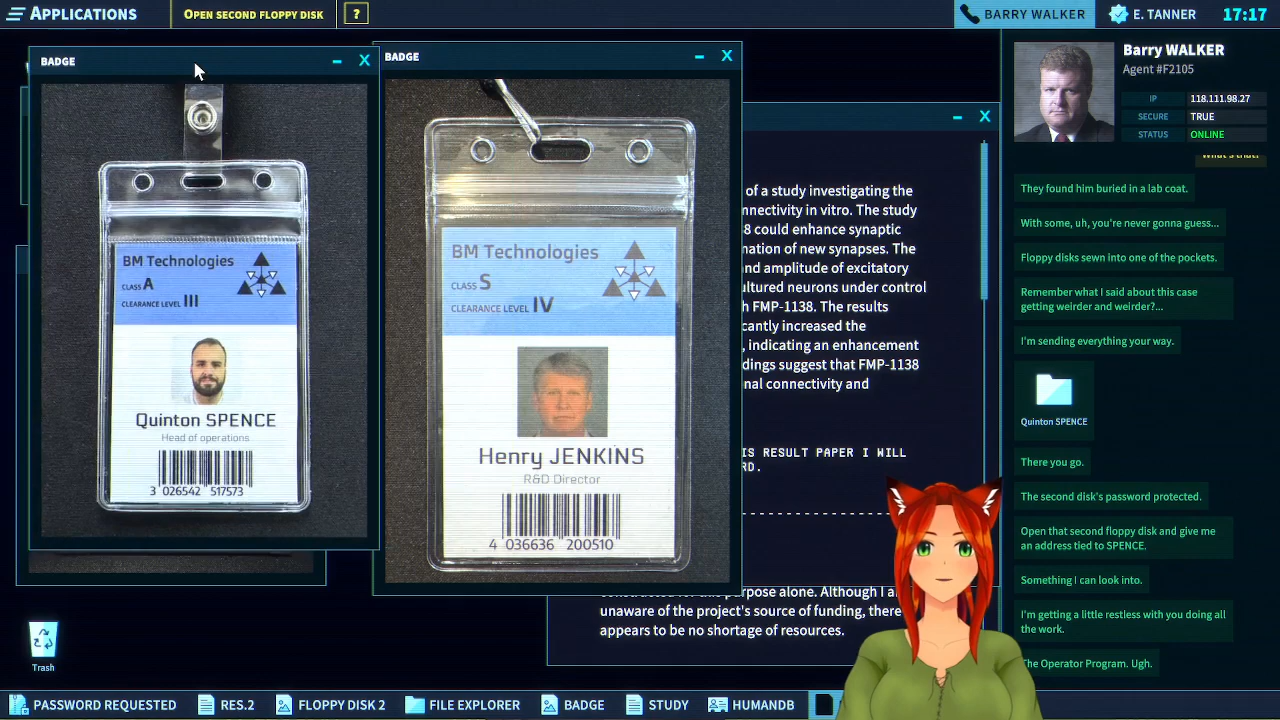 APPLICATIONS
OPEN SECOND FLOPPY DISK
?
BARRY WALKER
E. TANNER
17:17
BADGE
BM Technologies
CLASS A
CLEARANCE LEVEL III
Quinton SPENCE
Head of operations
3 026542 517573
BADGE
BM Technologies
CLASS S
CLEARANCE LEVEL IV
Henry JENKINS
R&D Director
4 036636 200510
of a study investigating the
nnectivity in vitro. The study
8 could enhance synaptic
nation of new synapses. The
and amplitude of excitatory
ultured neurons under control
h FMP-1138. The results
cantly increased the
, indicating an enhancement
dings suggest that FMP-1138
nal connectivity and
IS RESULT PAPER I WILL
RD.
constructed for this purpose alone. Although I a
unaware of the project's source of funding, there
appears to be no shortage of resources.
Barry WALKER
Agent #F2105
IP 118.111.98.27
SECURE TRUE
STATUS ONLINE
What's that?
They found him buried in a lab coat.
With some, uh, you're never gonna guess...
Floppy disks sewn into one of the pockets.
Remember what I said about this case
getting weirder and weirder?...
I'm sending everything your way.
Quinton SPENCE
There you go.
The second disk's password protected.
Open that second floppy disk and give me
an address tied to SPENCE.
Something I can look into.
I'm getting a little restless with you doing all
the work.
The Operator Program. Ugh.
Trash
PASSWORD REQUESTED
RES.2
FLOPPY DISK 2
FILE EXPLORER
BADGE
STUDY
HUMANDB